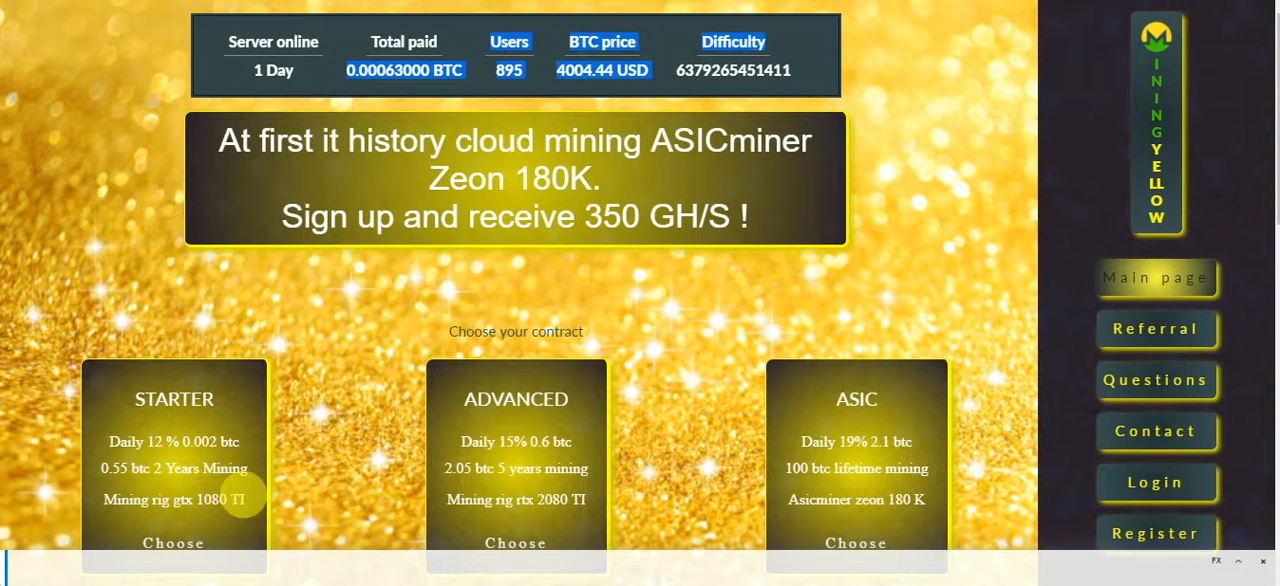 Server online
1 Day
Total paid
0.00063000 BTC
Users
895
BTC price
4004.44 USD
Difficulty
6379265451411
At first it history cloud mining ASICminer
Zeon 180K.
Sign up and receive 350 GH/S !
Choose your contract
STARTER
Daily 12 % 0.002 btc
0.55 btc 2 Years Mining
Mining rig gtx 1080 TI
Choose
ADVANCED
Daily 15% 0.6 btc
2.05 btc 5 years mining
Mining rig rtx 2080 TI
Choose
ASIC
Daily 19% 2.1 btc
100 btc lifetime mining
Asicminer zeon 180 K
Choose
MININGYELLOW
Main page
Referral
Questions
Contact
Login
Register
FX